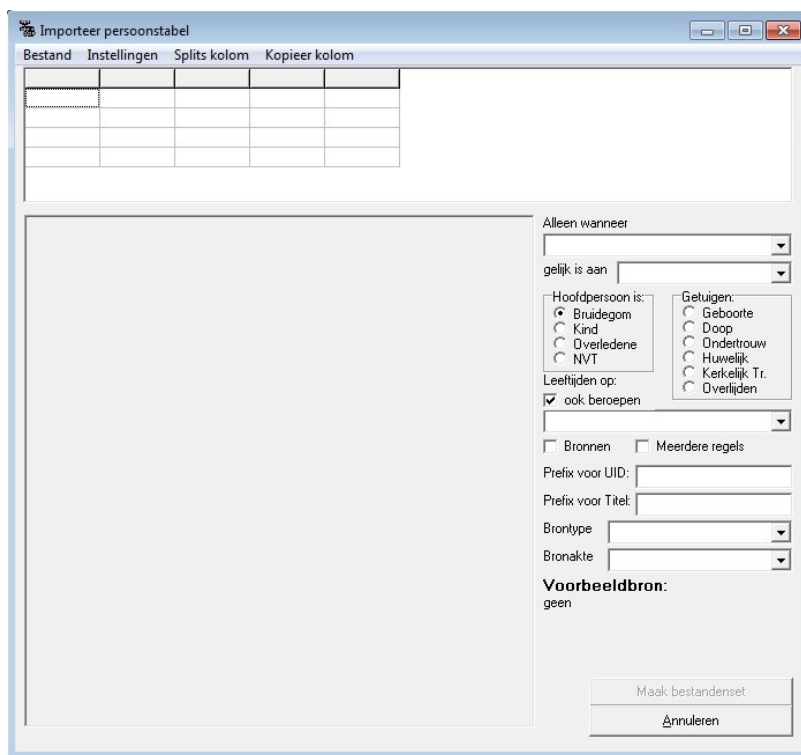 Importeer persoonstabel
Bestand Instellingen Splits kolom Kopieer kolom
Alleen wanneer
gelijk is aan
Hoofdpersoon is:
Bruidegom
Kind
Overledene
NVT
Getuigen:
Geboorte
Doop
Ondertrouw
Huwelijk
Kerkelijk Tr.
Overlijden
Leeftijden op:
ook beroepen
Bronnen Meerdere regels
Prefix voor UID:
Prefix voor Titel:
Brontype
Bronakte
Voorbeeldbron:
geen
Maak bestandenset
Annuleren